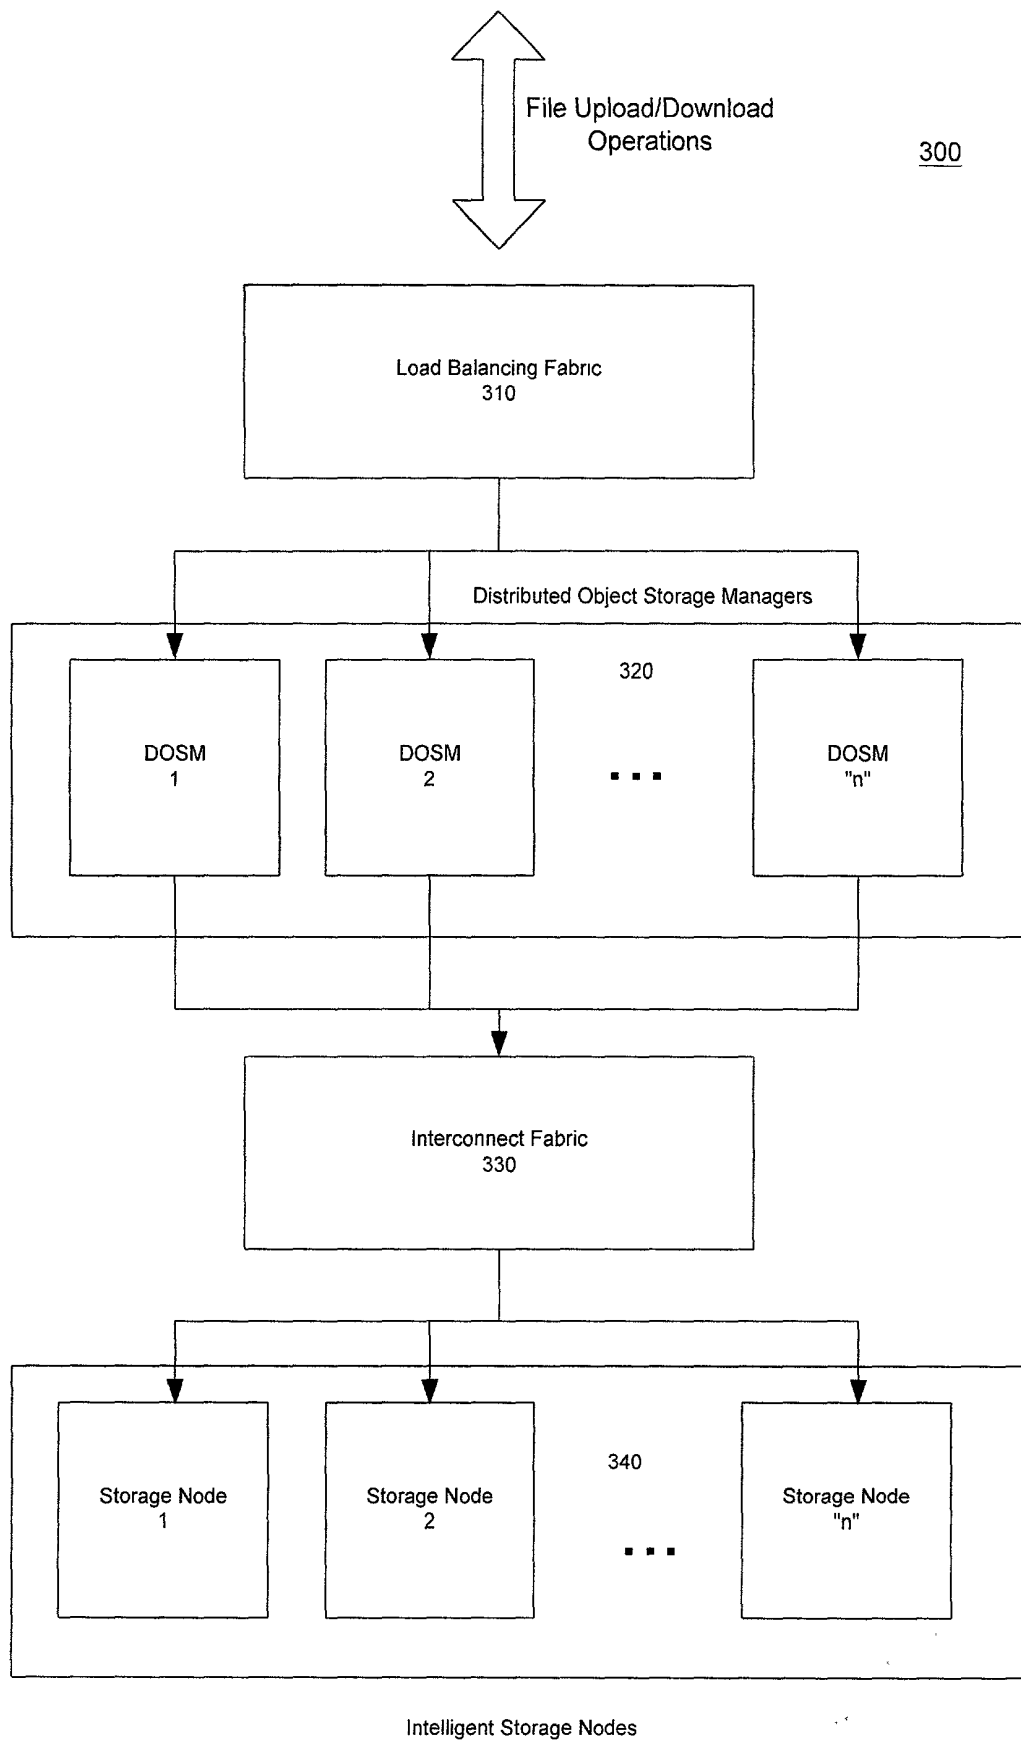 File Upload/Download
Operations
300
Load Balancing Fabric
310
Distributed Object Storage Managers
320
DOSM
1
DOSM
2
DOSM
"n"
Interconnect Fabric
330
340
Storage Node
1
Storage Node
2
Storage Node
"n"
Intelligent Storage Nodes